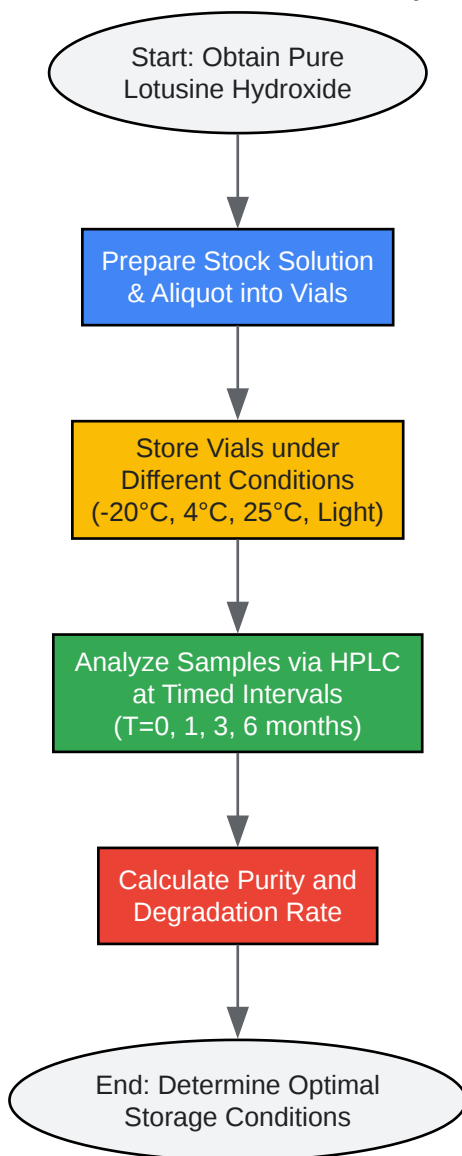 Start: Obtain Pure
Lotusine Hydroxide
Prepare Stock Solution
& Aliquot into Vials
Store Vials under
Different Conditions
(-20°C, 4°C, 25°C, Light)
Analyze Samples via HPLC
at Timed Intervals
(T=0, 1, 3, 6 months)
Calculate Purity and
Degradation Rate
End: Determine Optimal
Storage Conditions